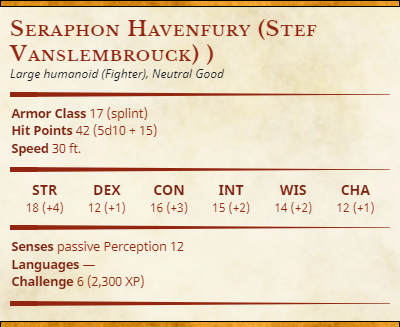 Seraphon Havenfury (Stef
Vanslembrouck) )
Large humanoid (Fighter), Neutral Good
Armor Class 17 (splint)
Hit Points 42 (5d10 + 15)
Speed 30 ft.
STR DEX CON INT WIS CHA
18 (+4) 12 (+1) 16 (+3) 15 (+2) 14 (+2) 12 (+1)
Senses passive Perception 12
Languages —
Challenge 6 (2,300 XP)